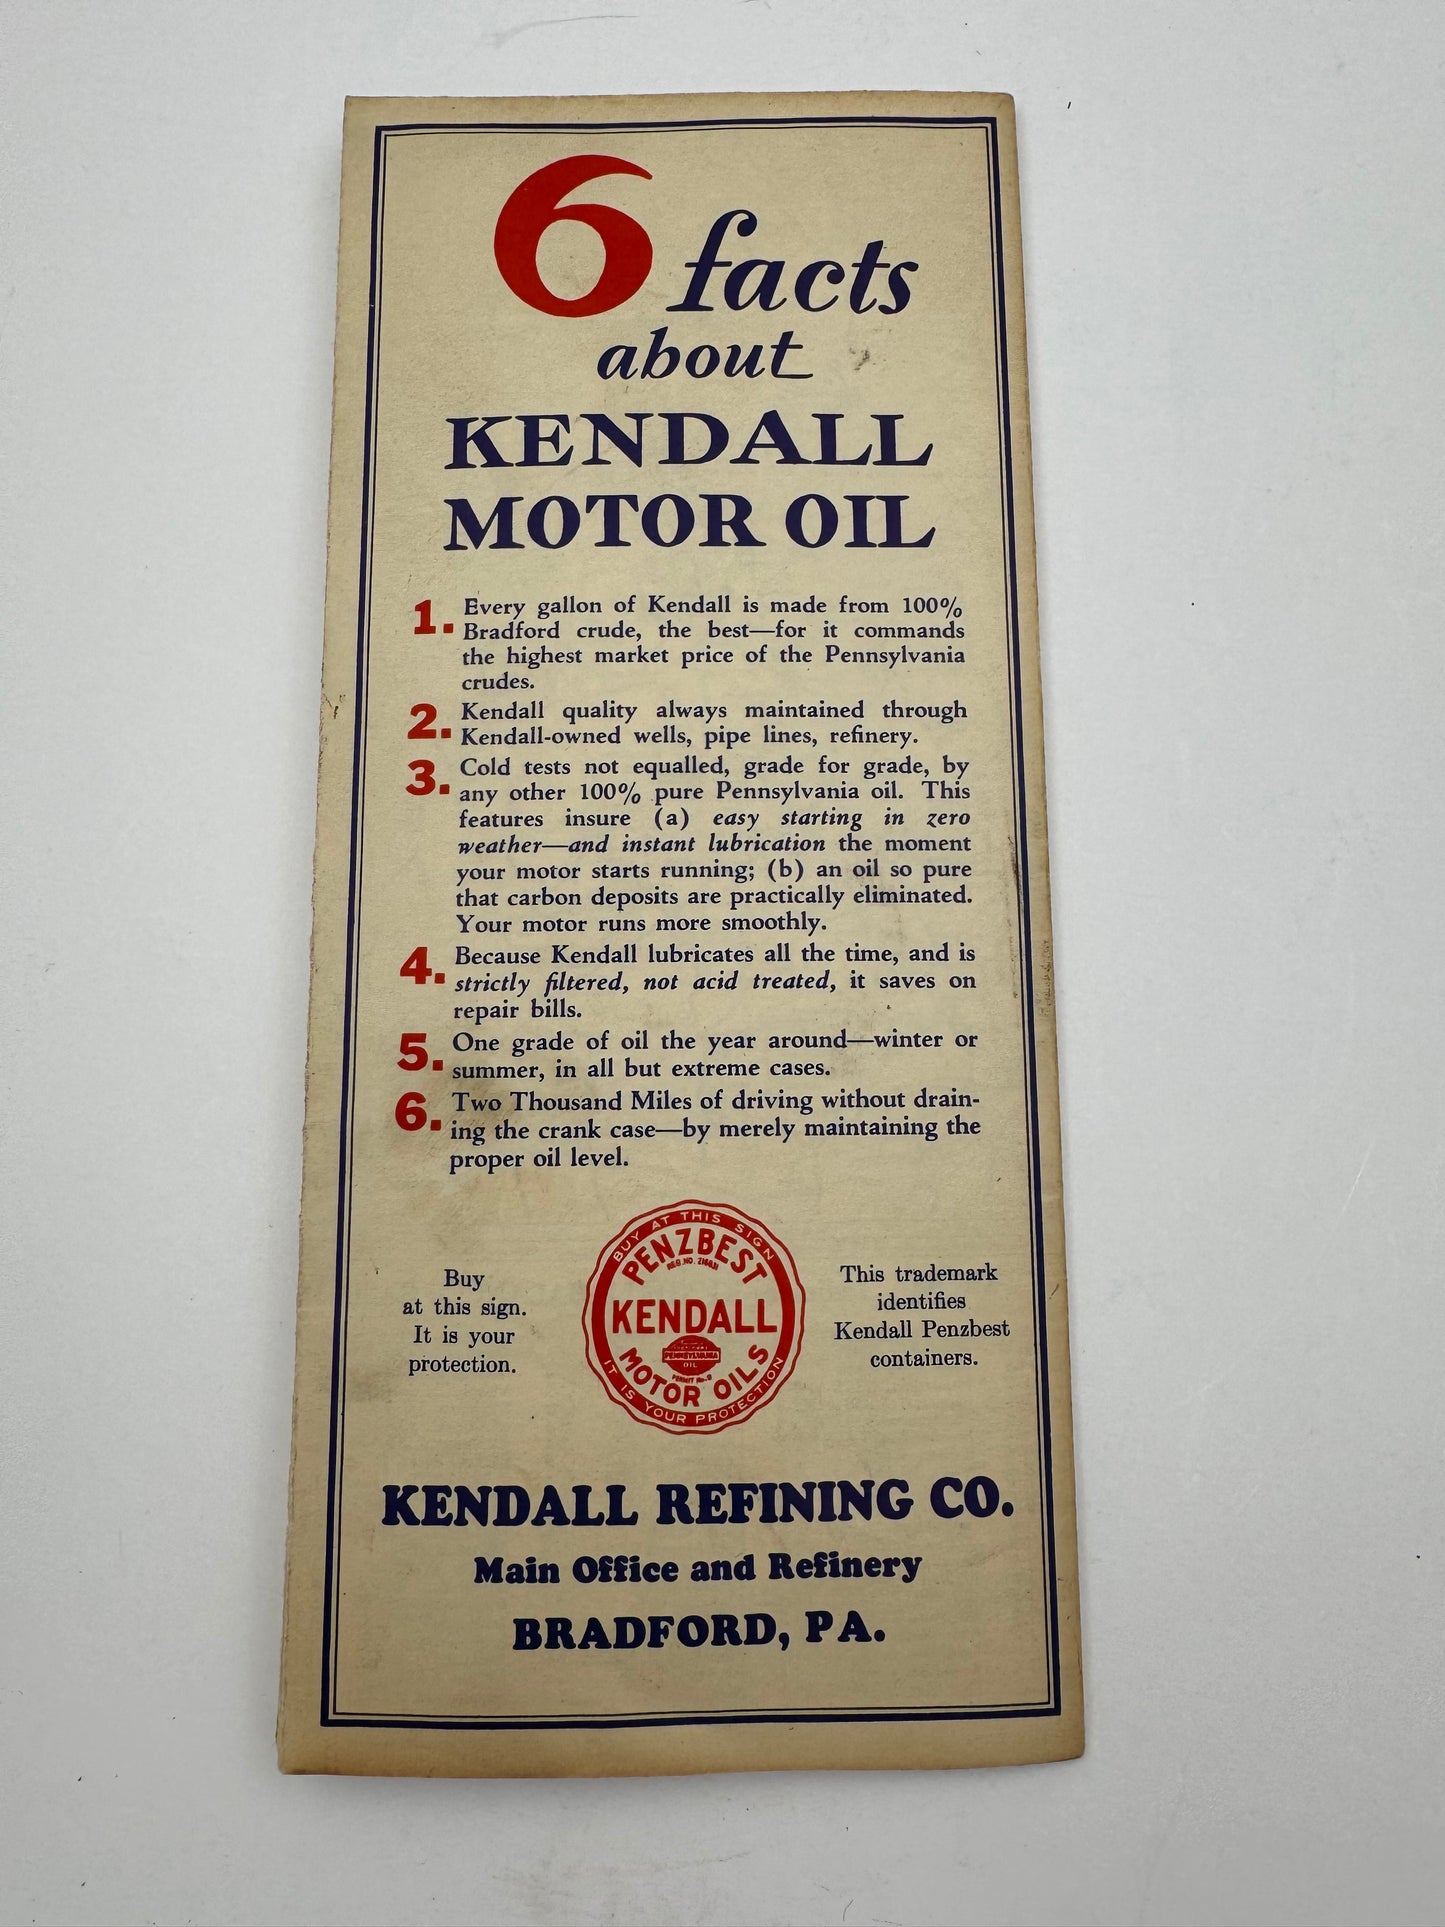 6 facts
about
KENDALL
MOTOR OIL
1. Every gallon of Kendall is made from 100%
Bradford crude, the best—for it commands
the highest market price of the Pennsylvania
crudes.
2. Kendall quality always maintained through
Kendall-owned wells, pipe lines, refinery.
3. Cold tests not equalled, grade for grade, by
any other 100% pure Pennsylvania oil. This
features insure (a) easy starting in zero
weather—and instant lubrication the moment
your motor starts running; (b) an oil so pure
that carbon deposits are practically eliminated.
Your motor runs more smoothly.
4. Because Kendall lubricates all the time, and is
strictly filtered, not acid treated, it saves on
repair bills.
5. One grade of oil the year around—winter or
summer, in all but extreme cases.
6. Two Thousand Miles of driving without drain-
ing the crank case—by merely maintaining the
proper oil level.
Buy
at this sign.
It is your
protection.
BUY AT THIS SIGN
PENZBEST
REG. NO.
KENDALL
PENNSYLVANIA
OIL
PERMIT No.
MOTOR OILS
IT IS YOUR PROTECTION
This trademark
identifies
Kendall Penzbest
containers.
KENDALL REFINING CO.
Main Office and Refinery
BRADFORD, PA.